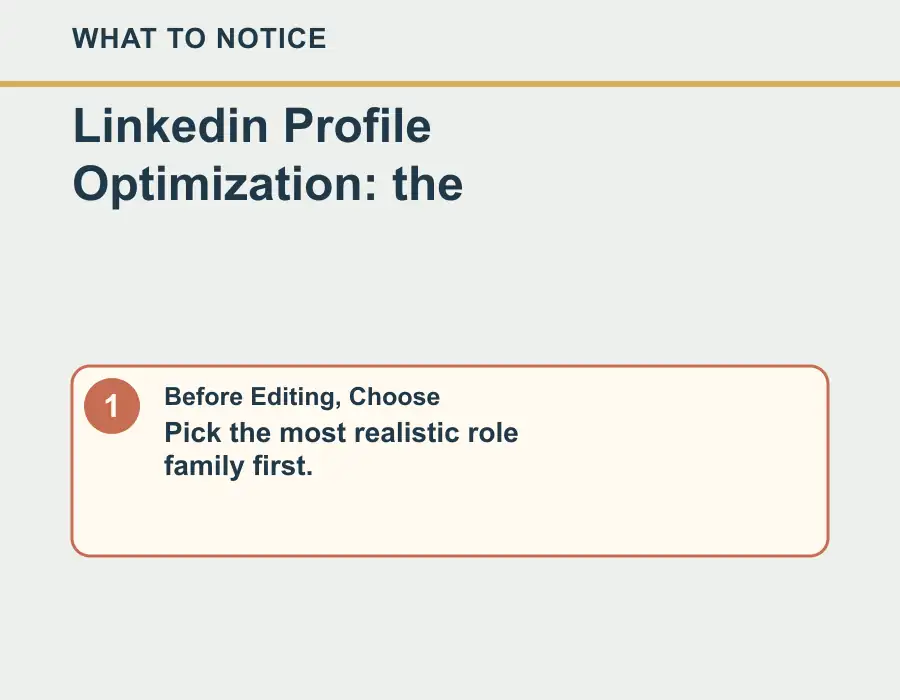 WHAT TO NOTICE
Linkedin Profile
Optimization: the
1
Before Editing, Choose
Pick the most realistic role
family first.